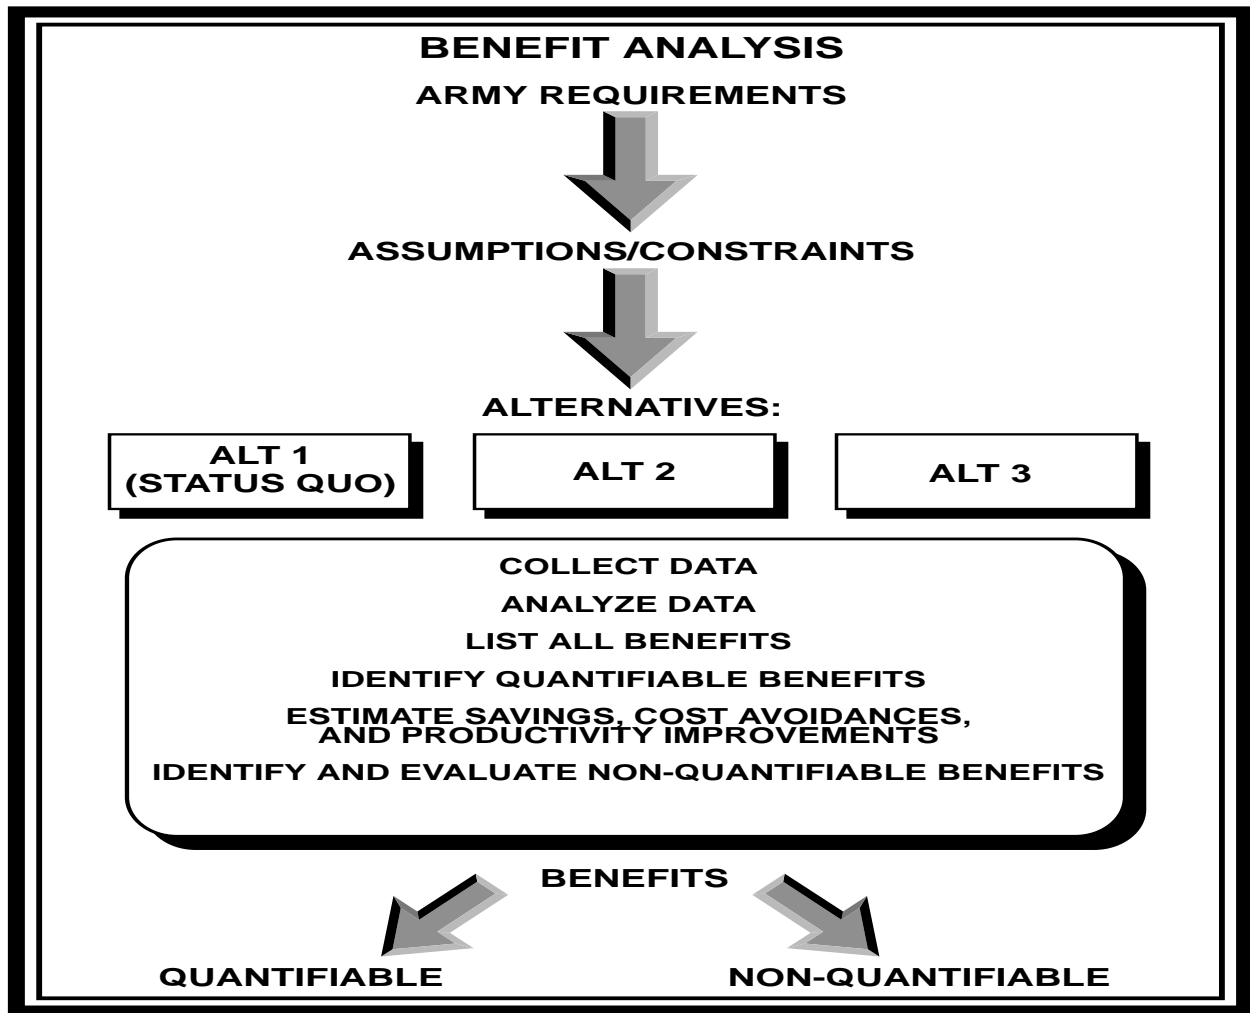 BENEFIT ANALYSIS
ARMY REQUIREMENTS
ASSUMPTIONS/CONSTRAINTS
ALTERNATIVES:
ALT 1
(STATUS QUO)
ALT 2
ALT 3
COLLECT DATA
ANALYZE DATA
LIST ALL BENEFITS
IDENTIFY QUANTIFIABLE BENEFITS
ESTIMATE SAVINGS, COST AVOIDANCES,
AND PRODUCTIVITY IMPROVEMENTS
IDENTIFY AND EVALUATE NON-QUANTIFIABLE BENEFITS
BENEFITS
QUANTIFIABLE
NON-QUANTIFIABLE